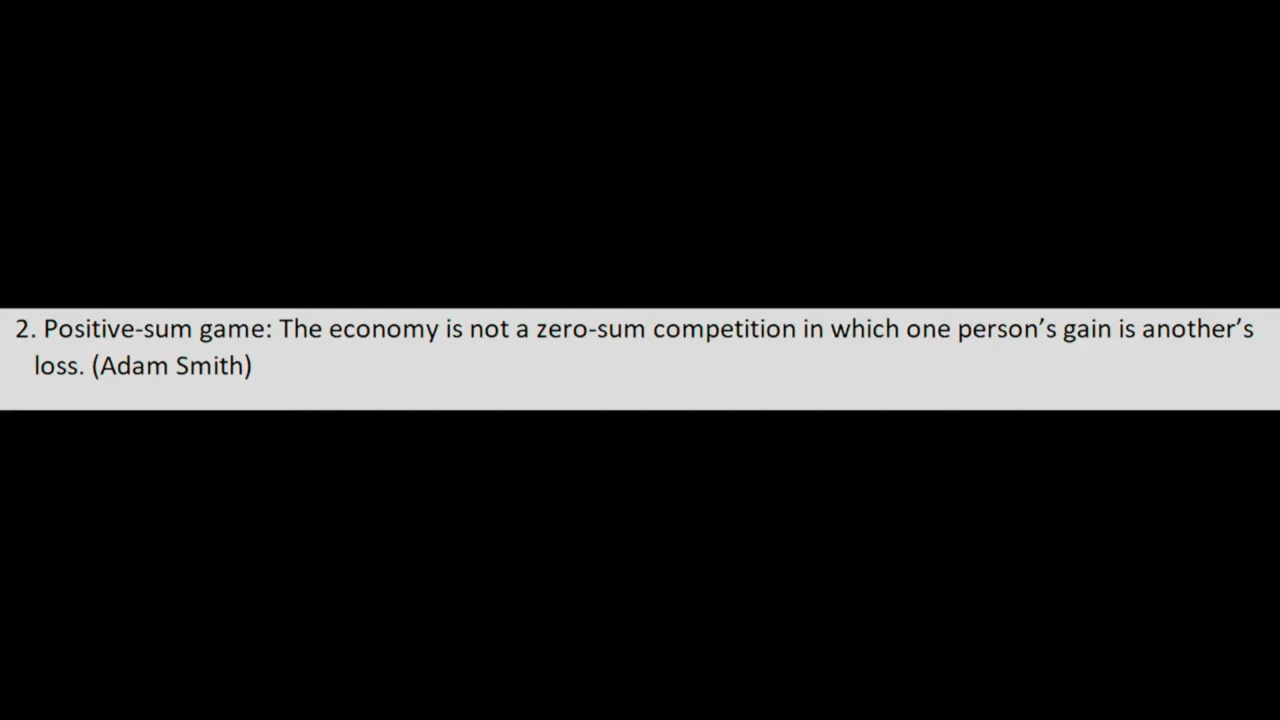 2. Positive-sum game: The economy is not a zero-sum competition in which one person’s gain is another’s
loss. (Adam Smith)